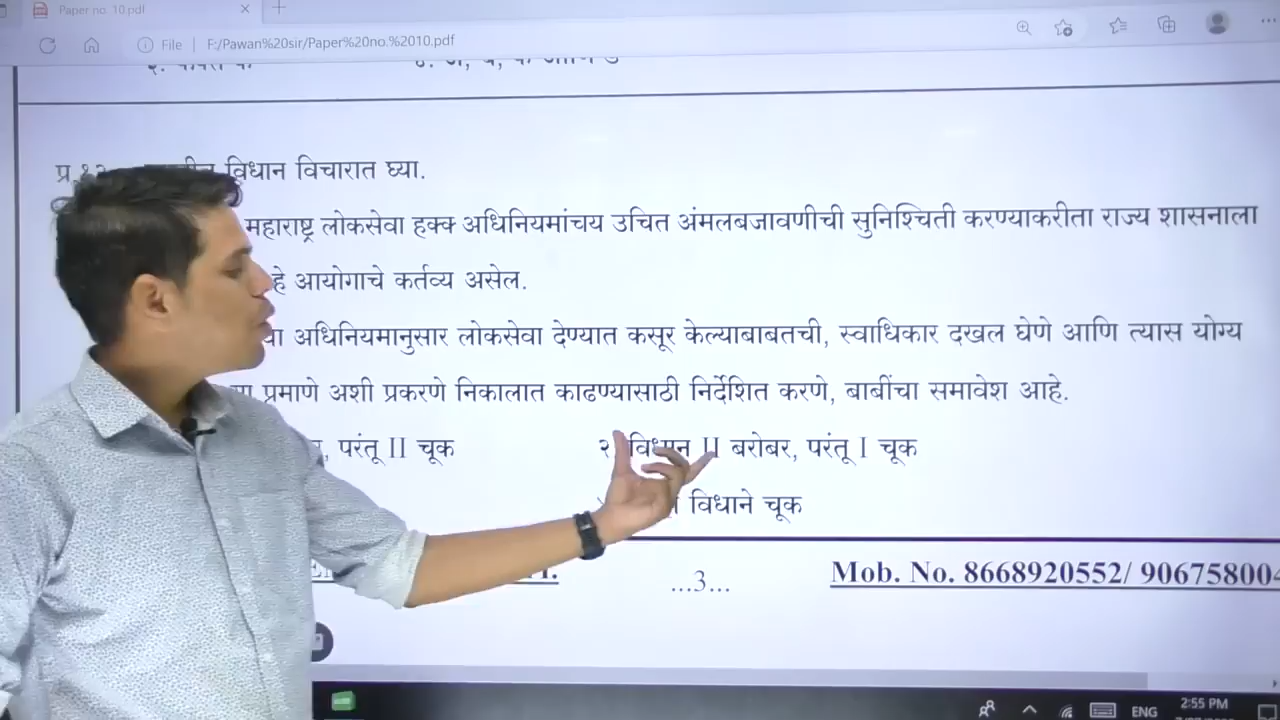 Paper no. 10.pdf
File | F:/Pawan%20sir/Paper%20no.%2010.pdf
विधान विचारात घ्या.
महाराष्ट्र लोकसेवा हक्क अधिनियमांचय उचित अंमलबजावणीची सुनिश्चिती करण्याकरीता राज्य शासनाला
हे आयोगाचे कर्तव्य असेल.
अधिनियमानुसार लोकसेवा देण्यात कसूर केल्याबाबतची, स्वाधिकार दखल घेणे आणि त्यास योग्य
प्रमाणे अशी प्रकरणे निकालात काढण्यासाठी निर्देशित करणे, बाबींचा समावेश आहे.
परंतू II चूक २. विधान II बरोबर, परंतू I चूक
विधाने चूक
...3... Mob. No. 8668920552/ 906758004
ENG 2:55 PM